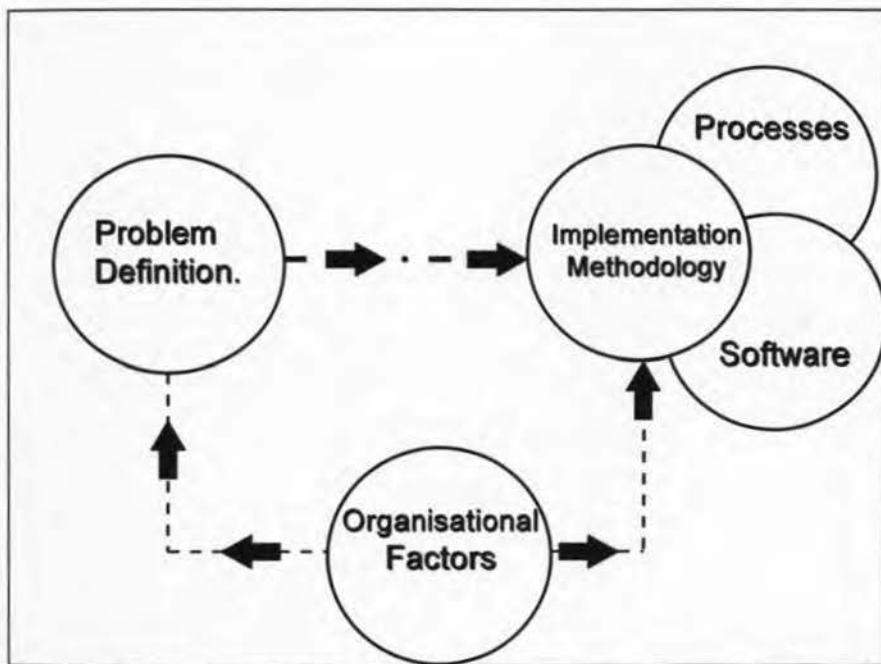 Problem
Definition.
Implementation
Methodology
Processes
Software
Organisational
Factors